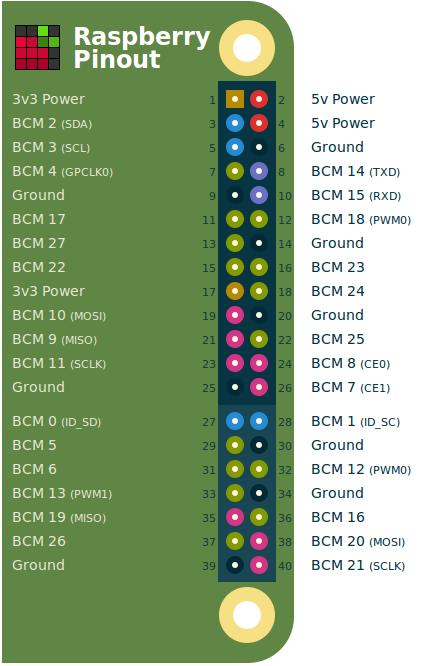 Raspberry
Pinout
3v3 Power 1 2 5v Power
BCM 2 (SDA) 3 4 5v Power
BCM 3 (SCL) 5 6 Ground
BCM 4 (GPCLK0) 7 8 BCM 14 (TXD)
Ground 9 10 BCM 15 (RXD)
BCM 17 11 12 BCM 18 (PWM0)
BCM 27 13 14 Ground
BCM 22 15 16 BCM 23
3v3 Power 17 18 BCM 24
BCM 10 (MOSI) 19 20 Ground
BCM 9 (MISO) 21 22 BCM 25
BCM 11 (SCLK) 23 24 BCM 8 (CE0)
Ground 25 26 BCM 7 (CE1)
BCM 0 (ID_SD) 27 28 BCM 1 (ID_SC)
BCM 5 29 30 Ground
BCM 6 31 32 BCM 12 (PWM0)
BCM 13 (PWM1) 33 34 Ground
BCM 19 (MISO) 35 36 BCM 16
BCM 26 37 38 BCM 20 (MOSI)
Ground 39 40 BCM 21 (SCLK)